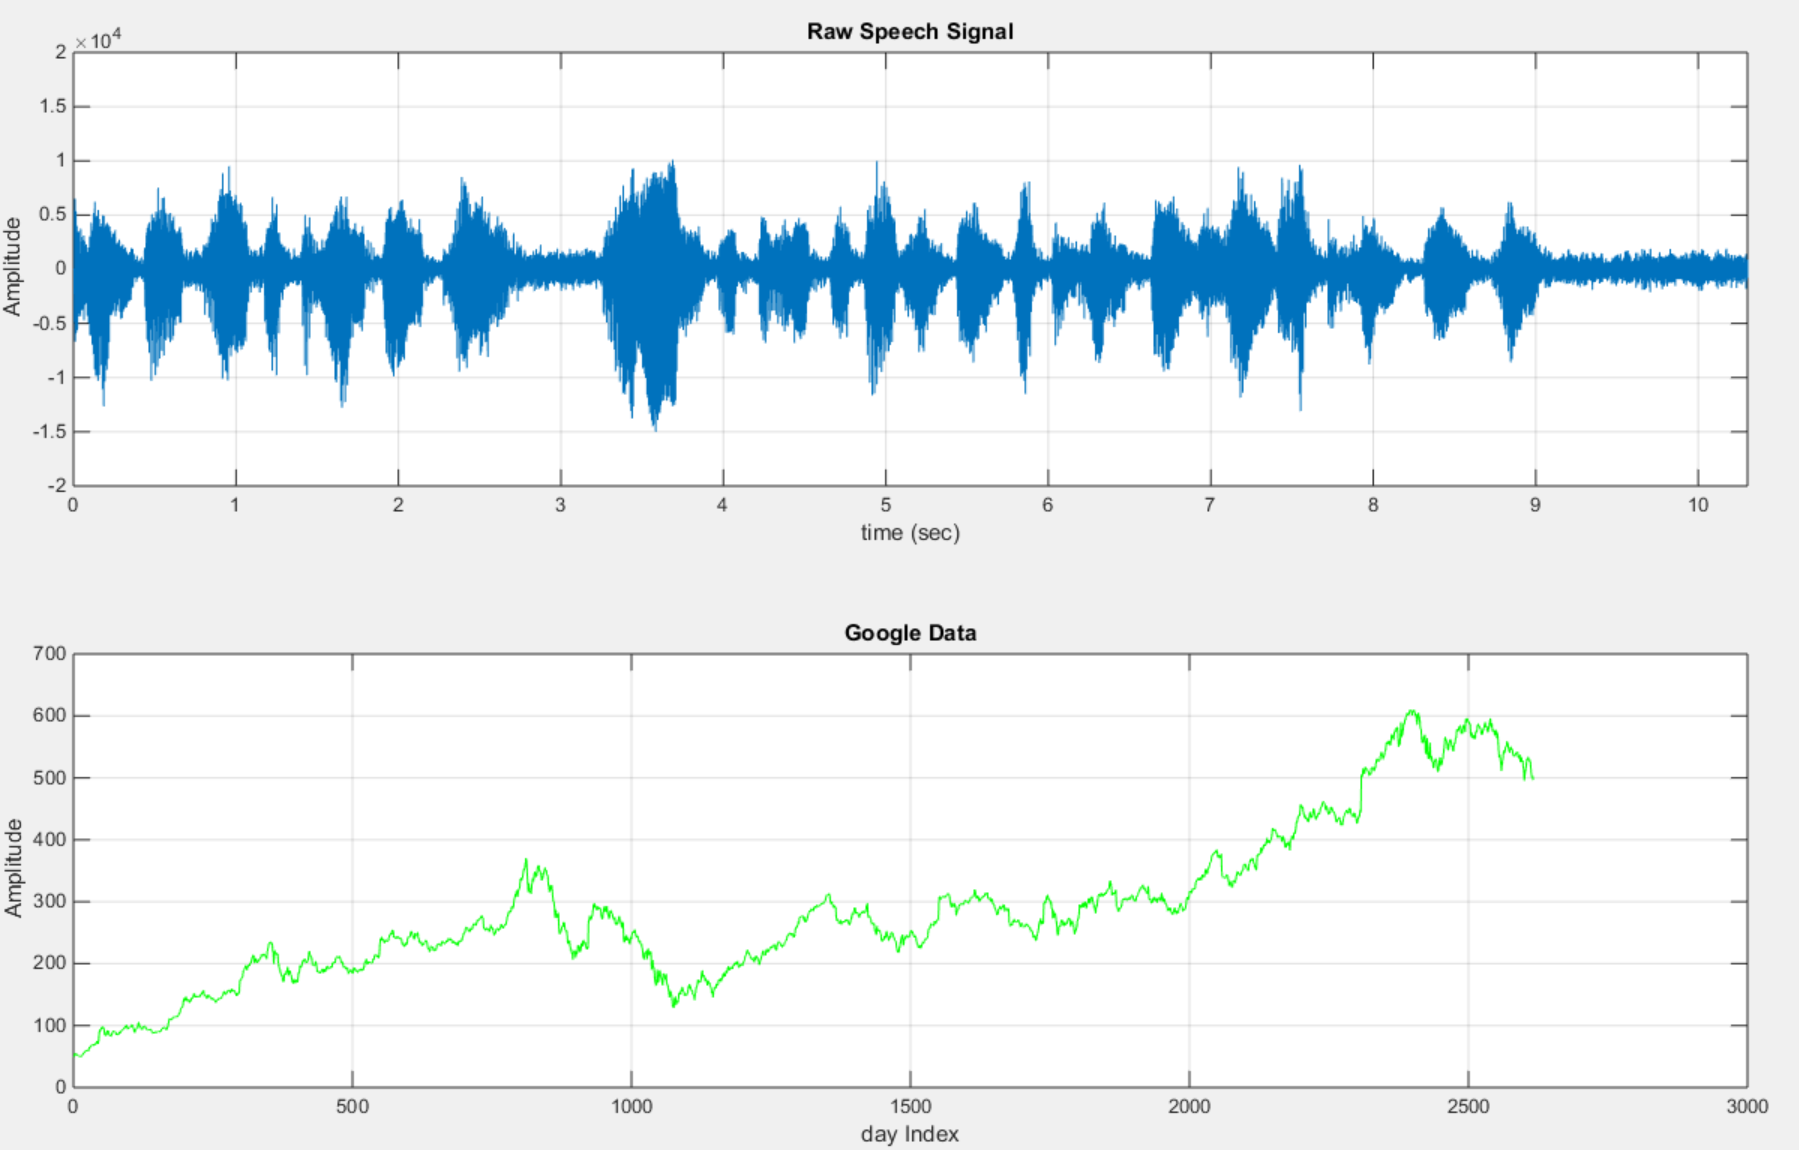 Raw Speech Signal
×10⁴
2
1.5
1
0.5
0
-0.5
-1
-1.5
-2
Amplitude
0 1 2 3 4 5 6 7 8 9 10
time (sec)
Google Data
700
600
500
400
300
200
100
0
Amplitude
0 500 1000 1500 2000 2500 3000
day Index